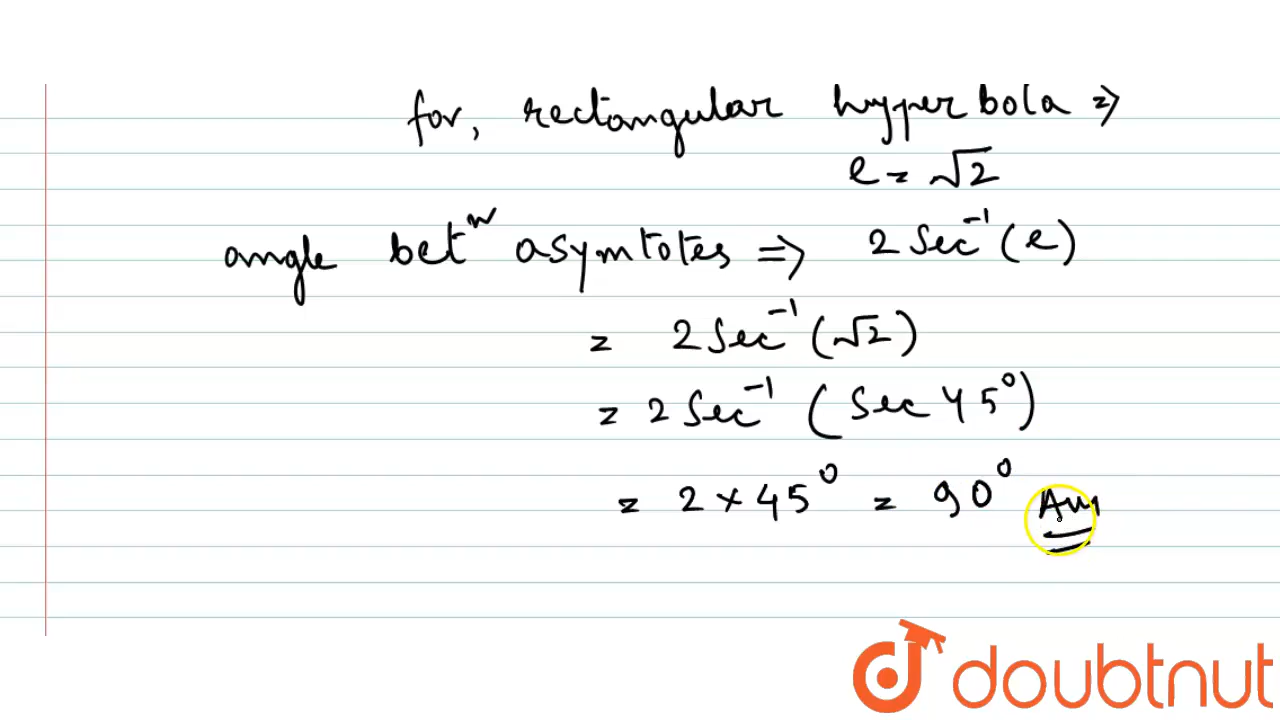 for, rectangular hyperbola ⇒
e = √2
angle betⁿ asymtotes ⇒ 2 Sec⁻¹ (e)
= 2 Sec⁻¹ (√2)
= 2 Sec⁻¹ (Sec 45°)
= 2 × 45° = 90° Ans
doubtnut